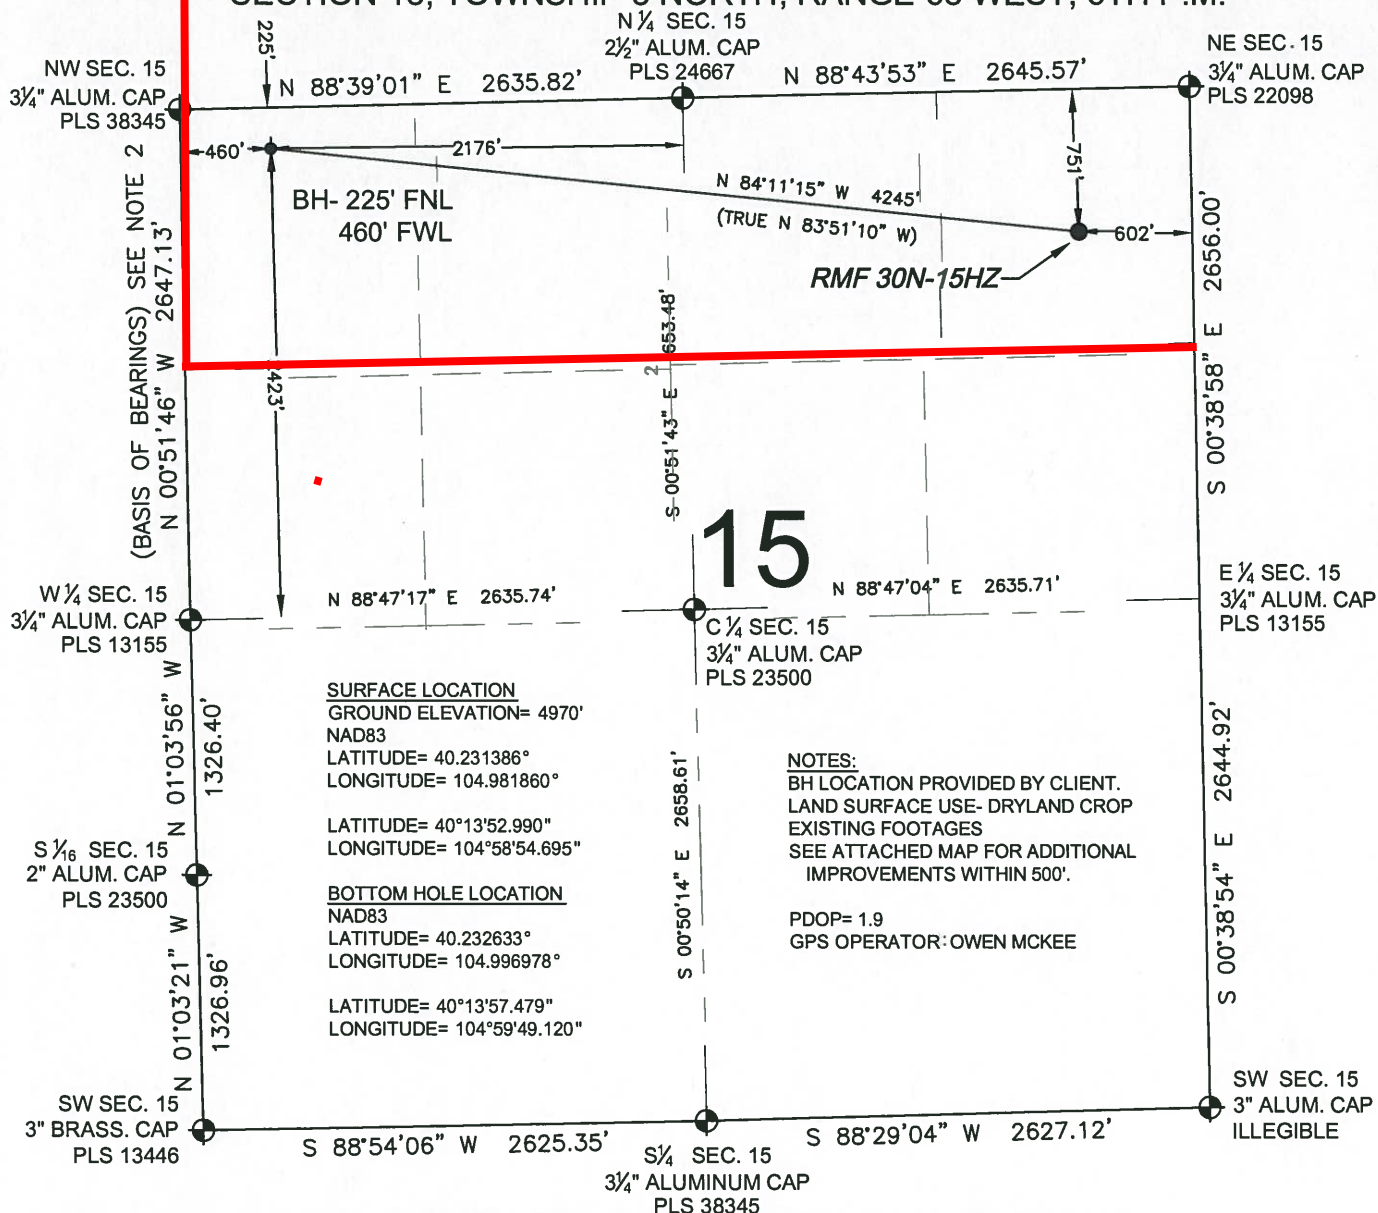 225'
N ¼ SEC. 15
2½" ALUM. CAP
PLS 24667
NW SEC. 15
3¼" ALUM. CAP
PLS 38345
N 88°39'01" E 2635.82'
N 88°43'53" E 2645.57'
NE SEC. 15
3¼" ALUM. CAP
PLS 22098
460'
2176'
BH- 225' FNL
460' FWL
N 84°11'15" W 4245'
(TRUE N 83°51'10" W)
751'
602'
RMF 30N-15HZ
(BASIS OF BEARINGS) SEE NOTE 2
N 00°51'46" W 2647.13'
423'
S 00°51'43" E 2653.48'
S 00°38'58" E 2656.00'
15
W ¼ SEC. 15
3¼" ALUM. CAP
PLS 13155
N 88°47'17" E 2635.74'
N 88°47'04" E 2635.71'
C ¼ SEC. 15
3¼" ALUM. CAP
PLS 23500
E ¼ SEC. 15
3¼" ALUM. CAP
PLS 13155
N 01°03'56" W
1326.40'
SURFACE LOCATION
GROUND ELEVATION= 4970'
NAD83
LATITUDE= 40.231386°
LONGITUDE= 104.981860°
LATITUDE= 40°13'52.990"
LONGITUDE= 104°58'54.695"
BOTTOM HOLE LOCATION
NAD83
LATITUDE= 40.232633°
LONGITUDE= 104.996978°
LATITUDE= 40°13'57.479"
LONGITUDE= 104°59'49.120"
S 00°50'14" E 2658.61'
NOTES:
BH LOCATION PROVIDED BY CLIENT.
LAND SURFACE USE- DRYLAND CROP
EXISTING FOOTAGES
SEE ATTACHED MAP FOR ADDITIONAL
IMPROVEMENTS WITHIN 500'.
PDOP= 1.9
GPS OPERATOR: OWEN MCKEE
S 00°38'54" E 2644.92'
S 1⁄16 SEC. 15
2" ALUM. CAP
PLS 23500
N 01°03'21" W
1326.96'
SW SEC. 15
3" BRASS. CAP
PLS 13446
S 88°54'06" W 2625.35'
S¼ SEC. 15
3¼" ALUMINUM CAP
PLS 38345
S 88°29'04" W 2627.12'
SW SEC. 15
3" ALUM. CAP
ILLEGIBLE